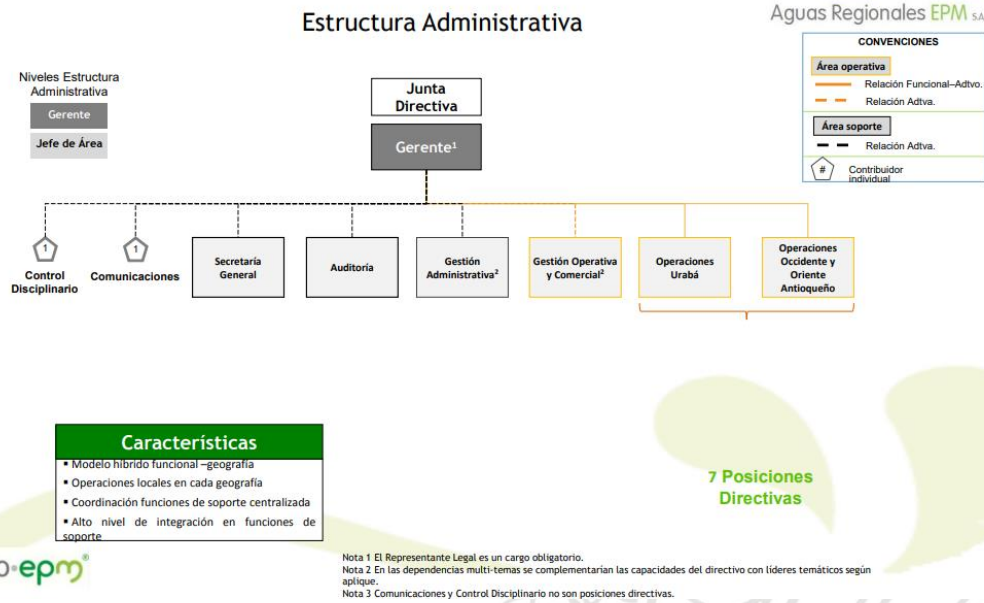 Estructura Administrativa
Aguas Regionales EPM S.A
CONVENCIONES
Área operativa
Relación Funcional–Adtvo.
Relación Adtva.
Área soporte
Relación Adtva.
#
Contribuidor
individual
Niveles Estructura
Administrativa
Gerente
Jefe de Área
Junta
Directiva
Gerente¹
1
Control
Disciplinario
1
Comunicaciones
Secretaría
General
Auditoría
Gestión
Administrativa²
Gestión Operativa
y Comercial²
Operaciones
Urabá
Operaciones
Occidente y
Oriente
Antioqueño
Características
▪ Modelo híbrido funcional –geografía
▪ Operaciones locales en cada geografía
▪ Coordinación funciones de soporte centralizada
▪ Alto nivel de integración en funciones de
soporte
7 Posiciones
Directivas
epm®
Nota 1 El Representante Legal es un cargo obligatorio.
Nota 2 En las dependencias multi-temas se complementarían las capacidades del directivo con líderes temáticos según
aplique.
Nota 3 Comunicaciones y Control Disciplinario no son posiciones directivas.